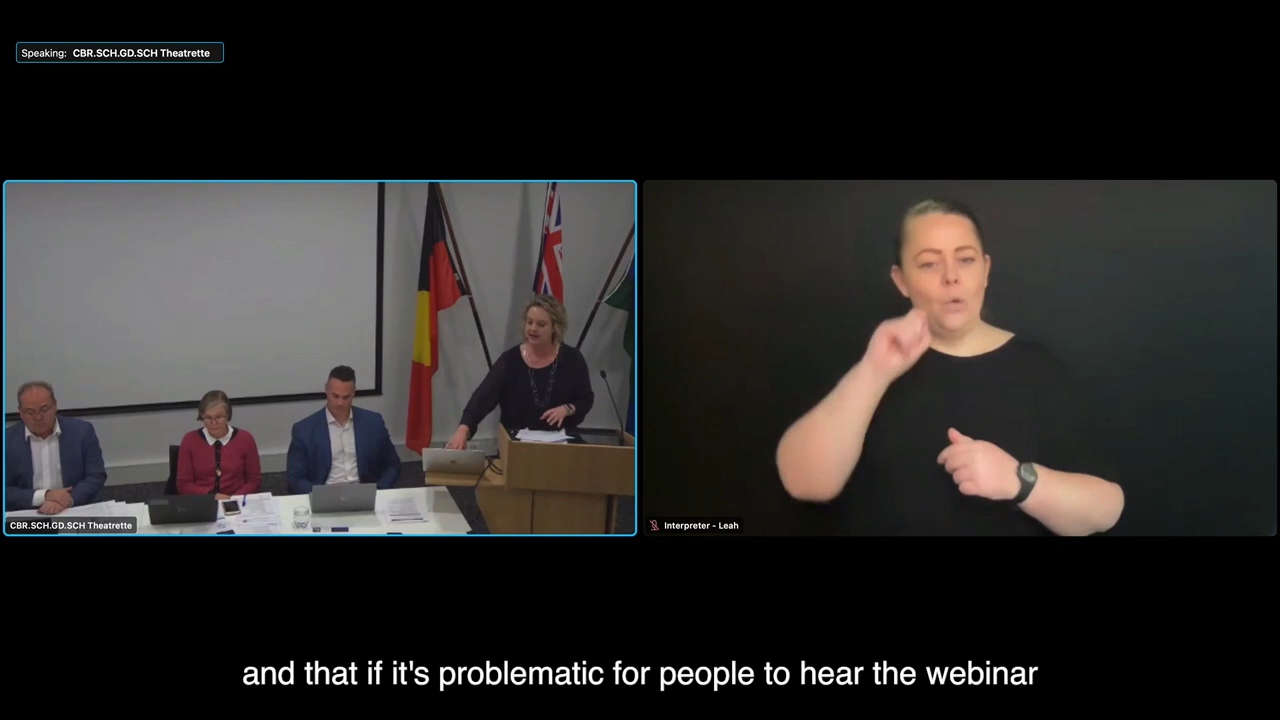 Speaking: CBR.SCH.GD.SCH Theatrette
CBR.SCH.GD.SCH Theatrette
Interpreter - Leah
and that if it's problematic for people to hear the webinar